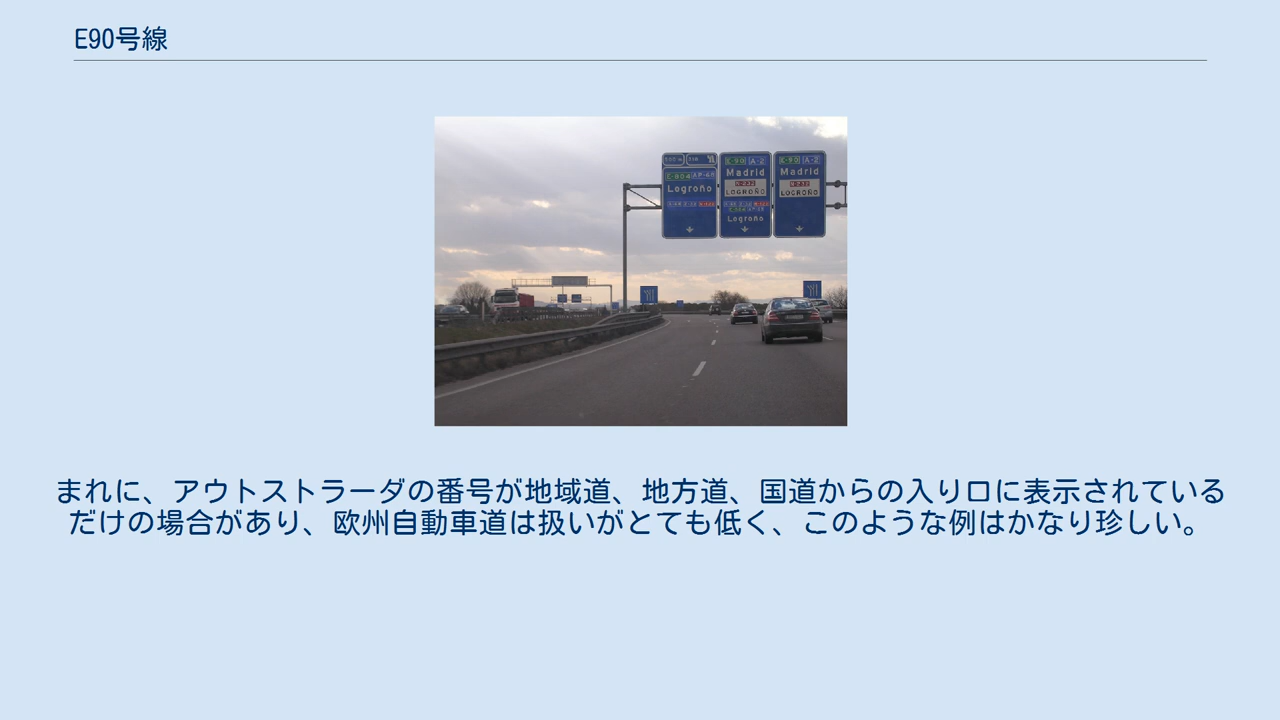 E90号線
E-90 A-2
E-90 A-2
E-804 AP-68
Madrid
Madrid
Logroño
N-232
N-232
LOGROÑO
LOGROÑO
Logroño
まれに、アウトストラーダの番号が地域道、地方道、国道からの入り口に表示されている
だけの場合があり、欧州自動車道は扱いがとても低く、このような例はかなり珍しい。